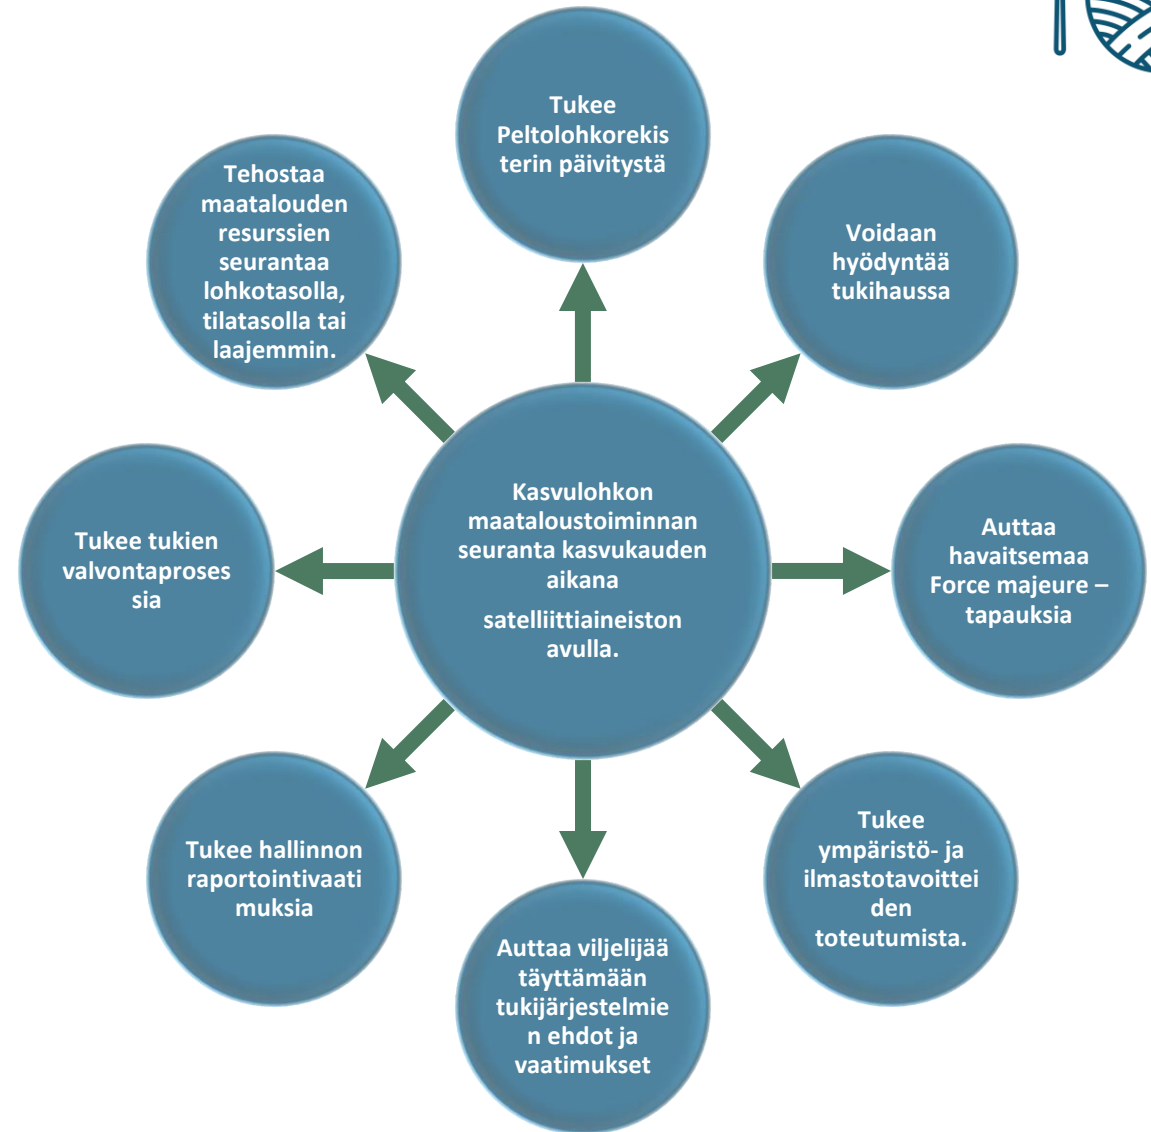 Tukee
Peltolohkorekis
terin päivitystä
Tehostaa
maatalouden
resurssien
seurantaa
lohkotasolla,
tilatasolla tai
laajemmin.
Voidaan
hyödyntää
tukihaussa
Kasvulohkon
maataloustoiminnan
seuranta kasvukauden
aikana
satelliittiaineiston
avulla.
Tukee tukien
valvontaproses
sia
Auttaa
havaitsemaa
Force majeure –
tapauksia
Tukee hallinnon
raportointivaati
muksia
Tukee
ympäristö- ja
ilmastotavoittei
den
toteutumista.
Auttaa viljelijää
täyttämään
tukijärjestelmie
n ehdot ja
vaatimukset